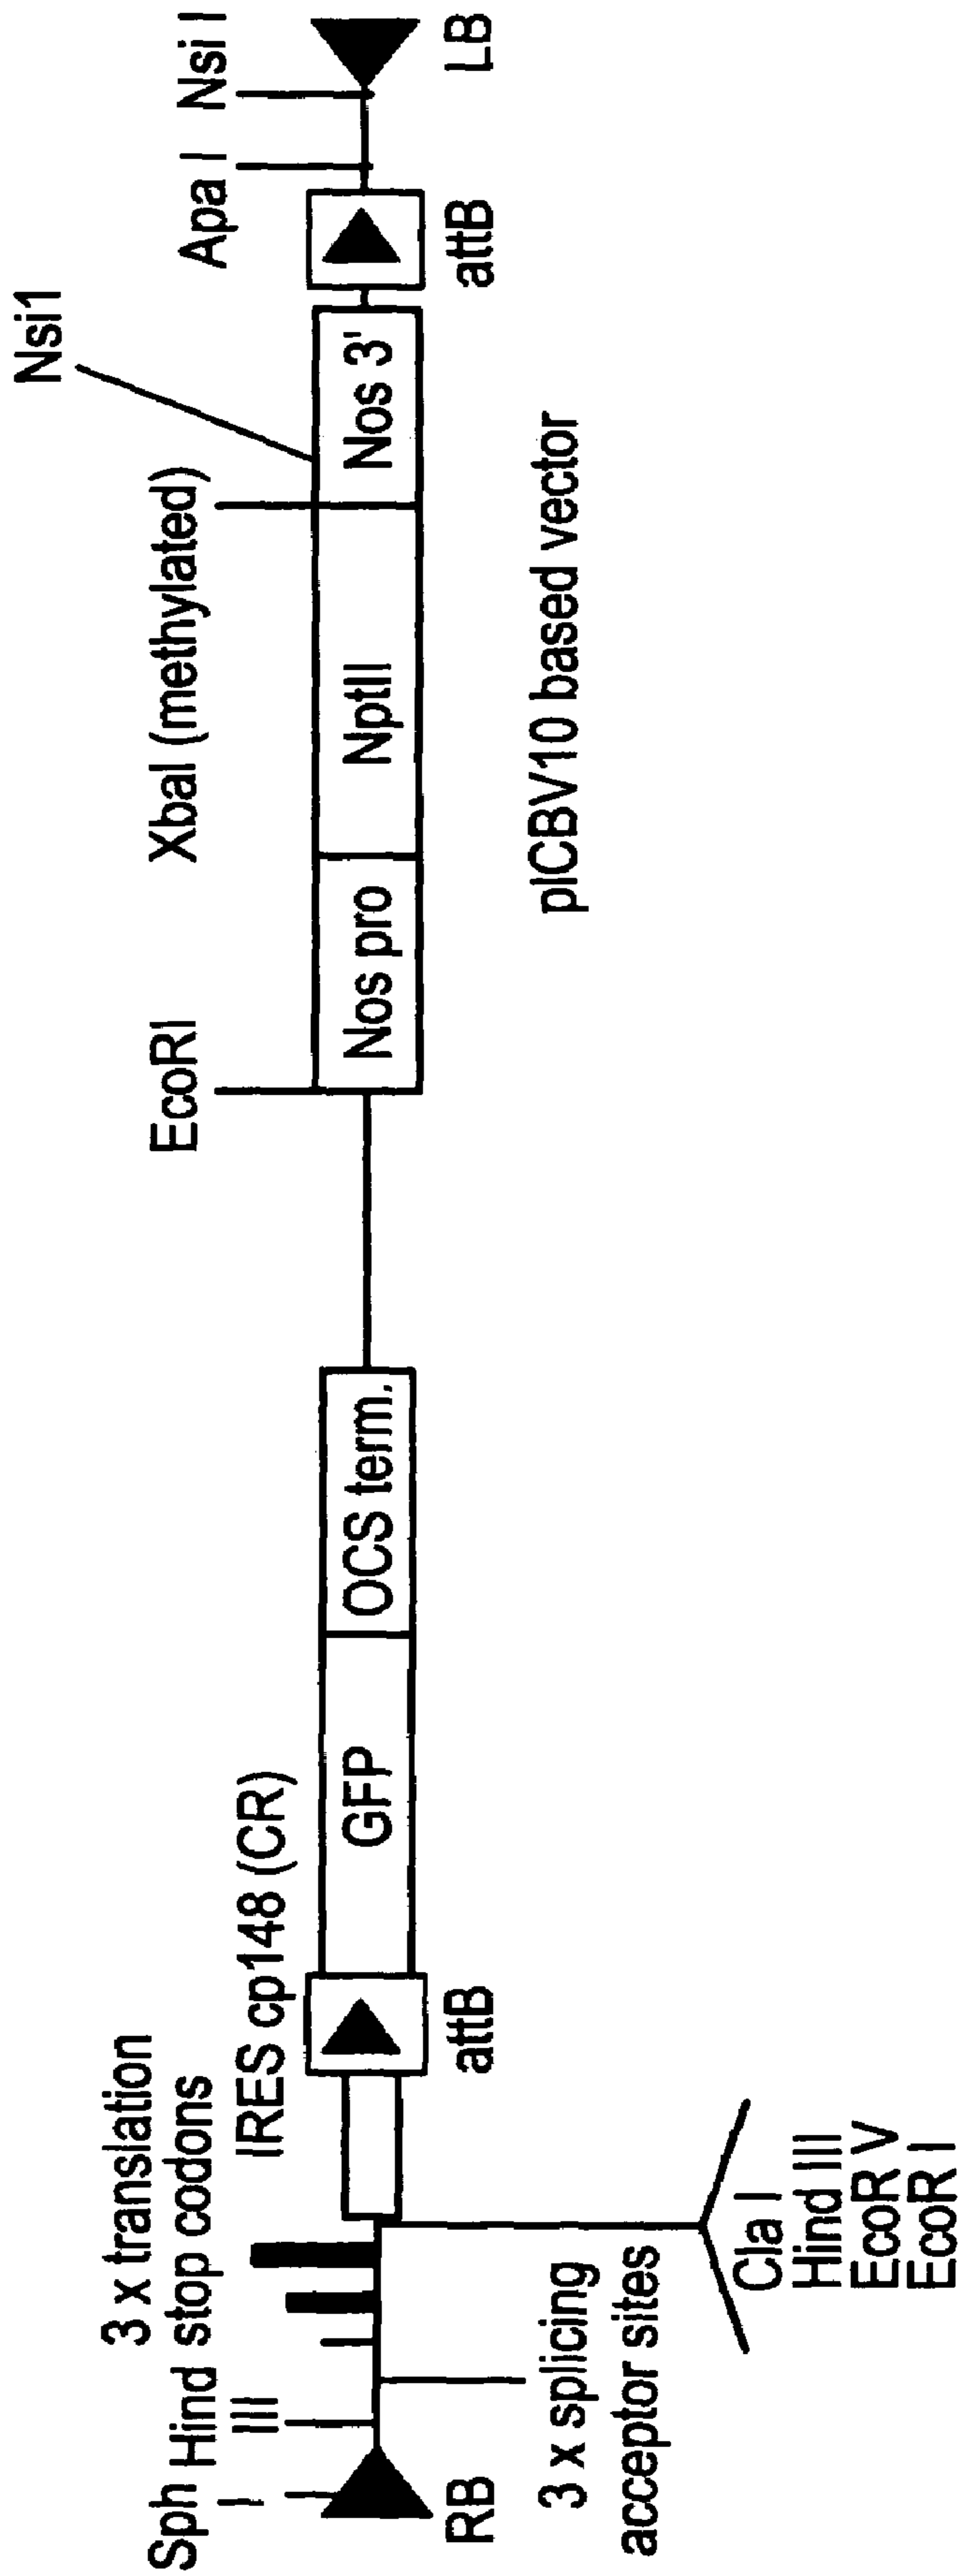 3 x translation
stop codons
Sph
I
Hind
III
IRES cp148 (CR)
EcoRI
XbaI (methylated)
Nsi1
Apa I
Nsi I
GFP
OCS term.
Nos pro
NptII
Nos 3'
RB
attB
attB
LB
3 x splicing
acceptor sites
Cla I
Hind III
EcoR V
EcoR I
pICBV10 based vector